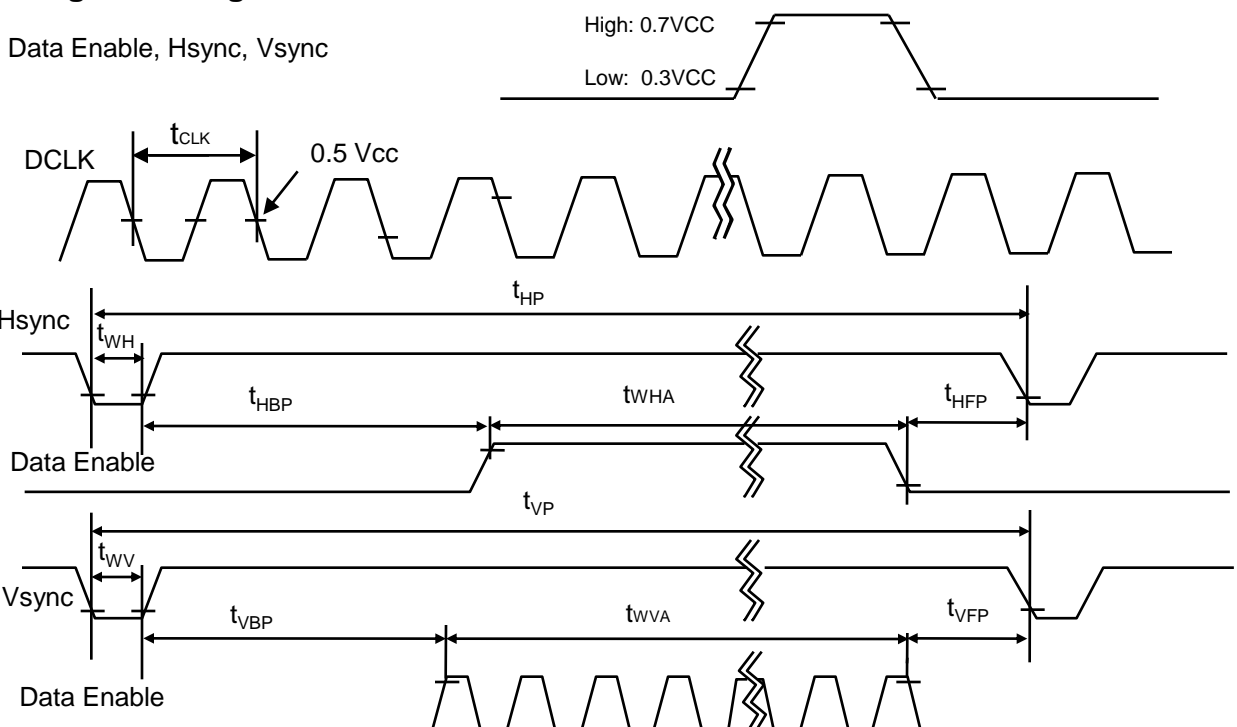 Data Enable, Hsync, Vsync
High: 0.7VCC
Low: 0.3VCC
tCLK
DCLK
0.5 Vcc
tHP
Hsync
tWH
tHBP
tWHA
tHFP
Data Enable
tVP
tWV
Vsync
tVBP
tWVA
tVFP
Data Enable